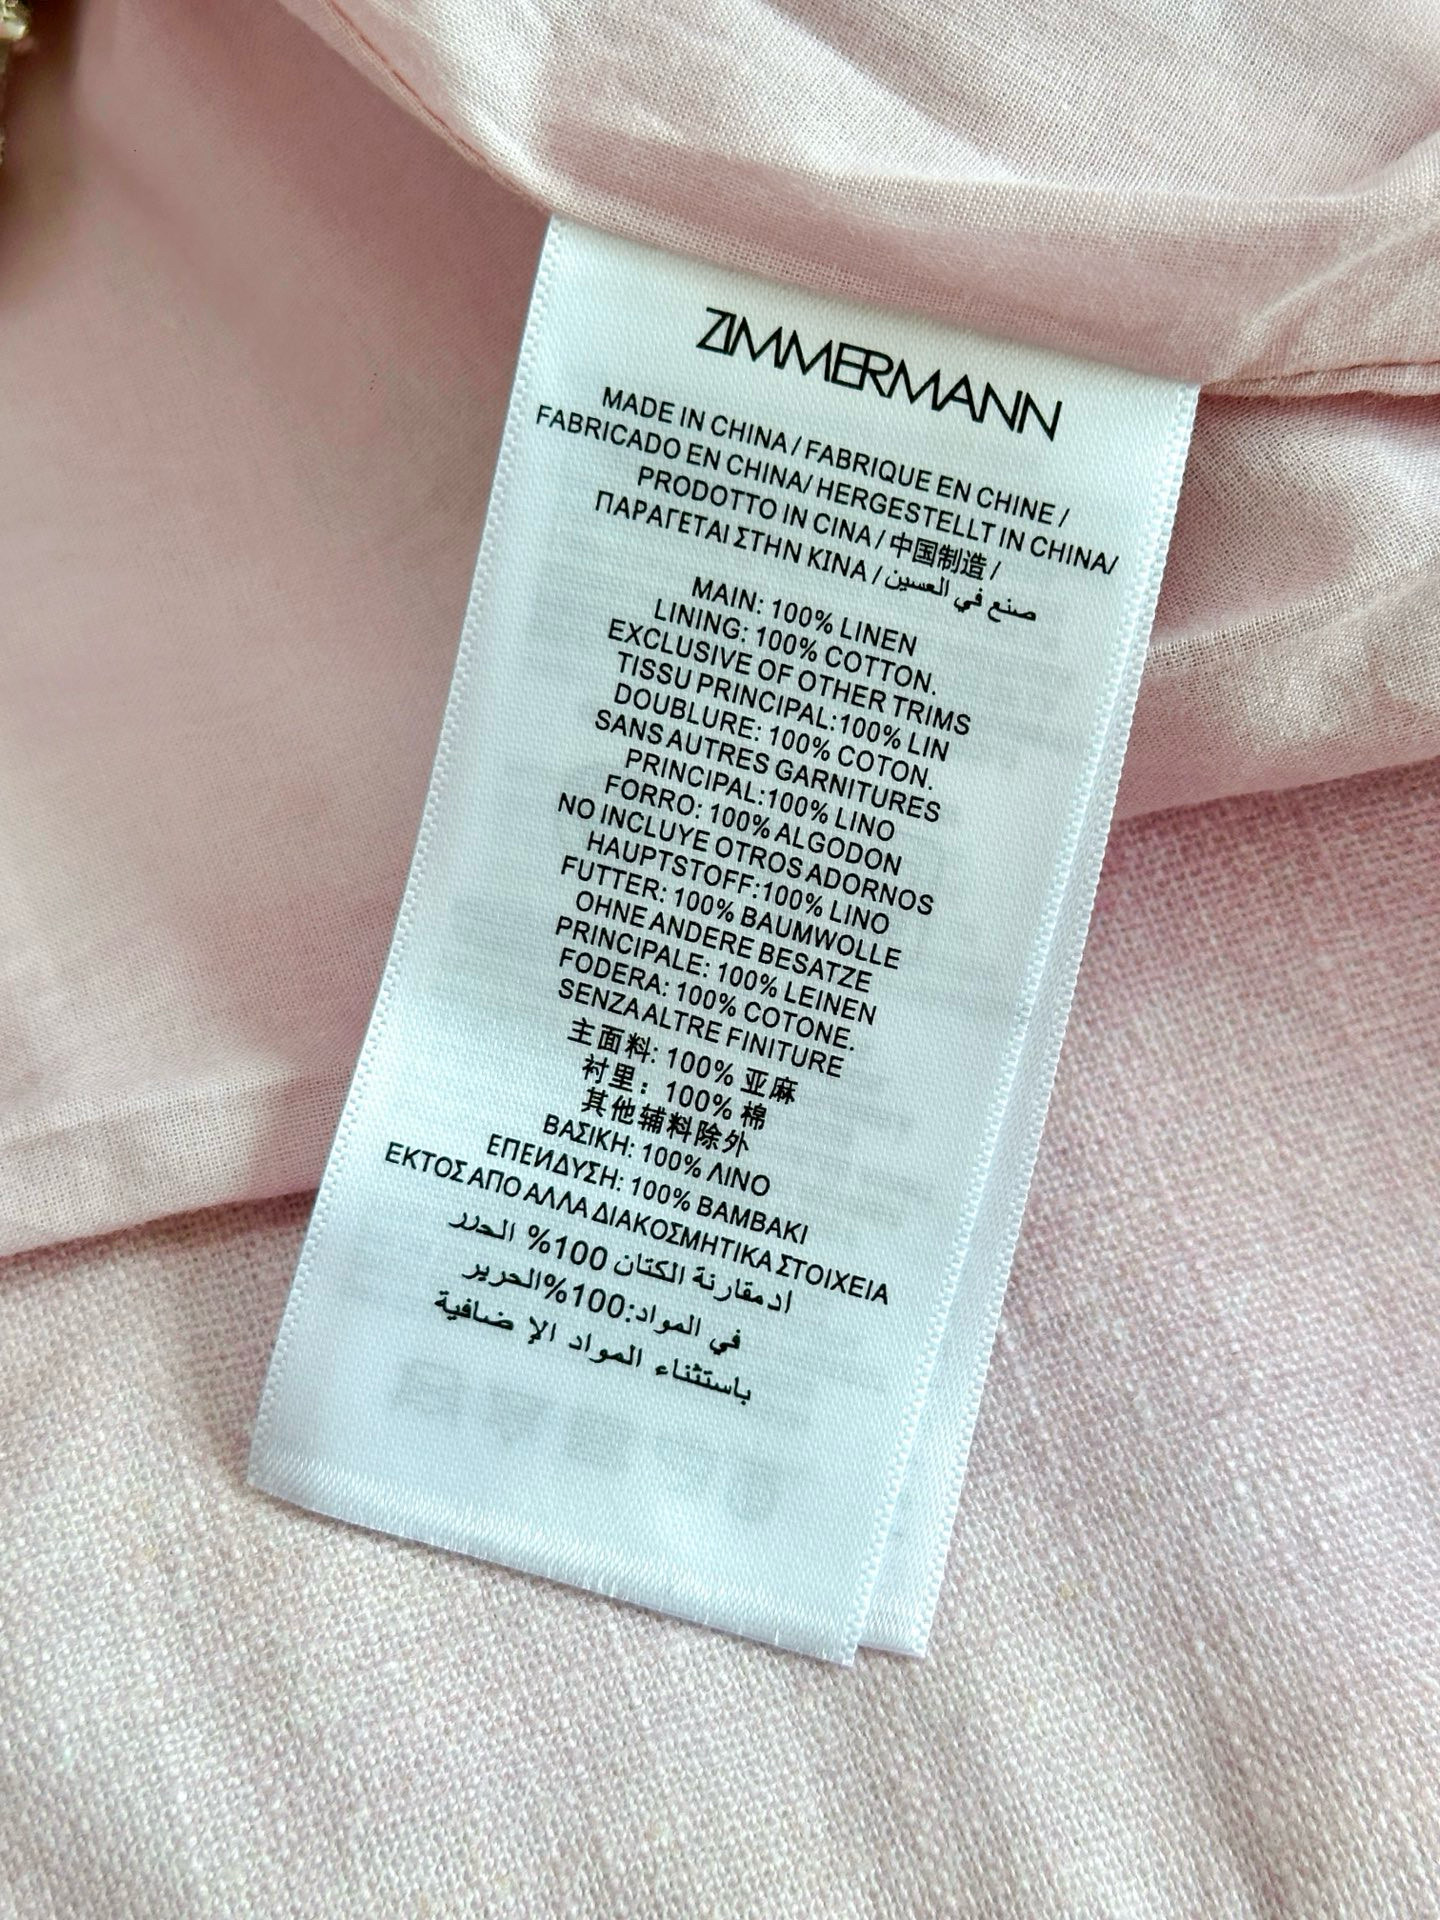 ZIMMERMANN
MADE IN CHINA / FABRIQUE EN CHINE /
FABRICADO EN CHINA/ HERGESTELLT IN CHINA/
PRODOTTO IN CINA / 中国制造 /
ΠΑΡΑΓΕΤΑΙ ΣΤΗΝ ΚΙΝΑ / صنع في العسين
MAIN: 100% LINEN
LINING: 100% COTTON.
EXCLUSIVE OF OTHER TRIMS
TISSU PRINCIPAL:100% LIN
DOUBLURE: 100% COTON.
SANS AUTRES GARNITURES
PRINCIPAL:100% LINO
FORRO: 100% ALGODON
NO INCLUYE OTROS ADORNOS
HAUPTSTOFF:100% LINO
FUTTER: 100% BAUMWOLLE
OHNE ANDERE BESATZE
PRINCIPALE: 100% LEINEN
FODERA: 100% COTONE.
SENZA ALTRE FINITURE
主面料: 100% 亚麻
衬里: 100% 棉
其他辅料除外
ΒΑΣΙΚΗ: 100% ΛΙΝΟ
ΕΠΕИΔΥΣΗ: 100% ΒΑΜΒΑΚΙ
ΕΚΤΟΣ ΑΠΟ ΑΛΛΑ ΔΙΑΚΟΣΜΗΤΙΚΑ ΣΤΟΙΧΕΙΑ
اد مقارنة الكتان 100% الدرر
في المواد:100%الحرير
باستثناء المواد الإ ضافية